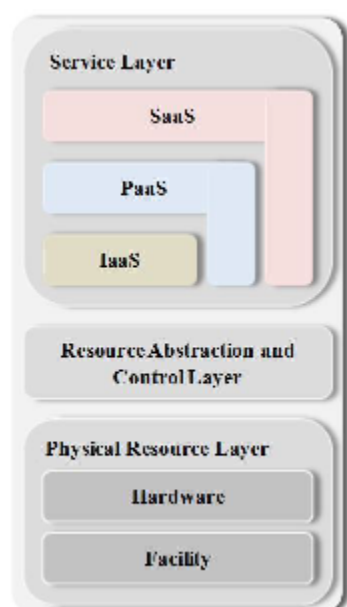 Service Layer
SaaS
PaaS
IaaS
Resource Abstraction and
Control Layer
Physical Resource Layer
Hardware
Facility